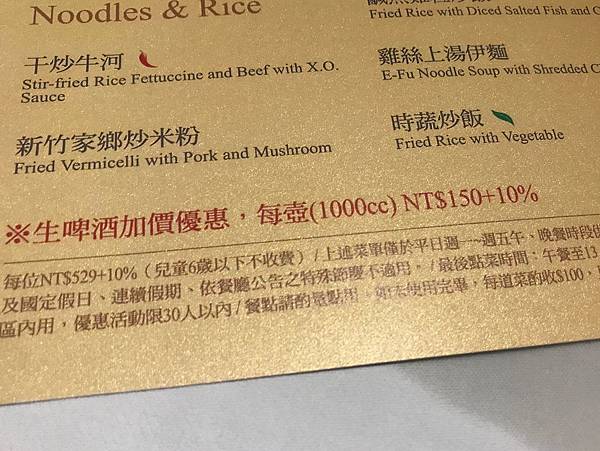 Noodles & Rice
Fried Rice with Diced Salted Fish and C
干炒牛河
Stir-fried Rice Fettuccine and Beef with X.O.
Sauce
雞絲上湯伊麵
E-Fu Noodle Soup with Shredded C
新竹家鄉炒米粉
Fried Vermicelli with Pork and Mushroom
時蔬炒飯
Fried Rice with Vegetable
※生啤酒加價優惠，每壺(1000cc) NT$150+10%
每位NT$529+10%（兒童6歲以下不收費）/ 上述菜單僅於平日週一~週五午、晚餐時段供
及國定假日、連續假期、依餐廳公告之特殊節慶不適用。/ 最後點菜時間：午餐至13
區內用，優惠活動限30人以內 / 餐點請酌量點用，如未使用完畢，每道菜酌收$100，